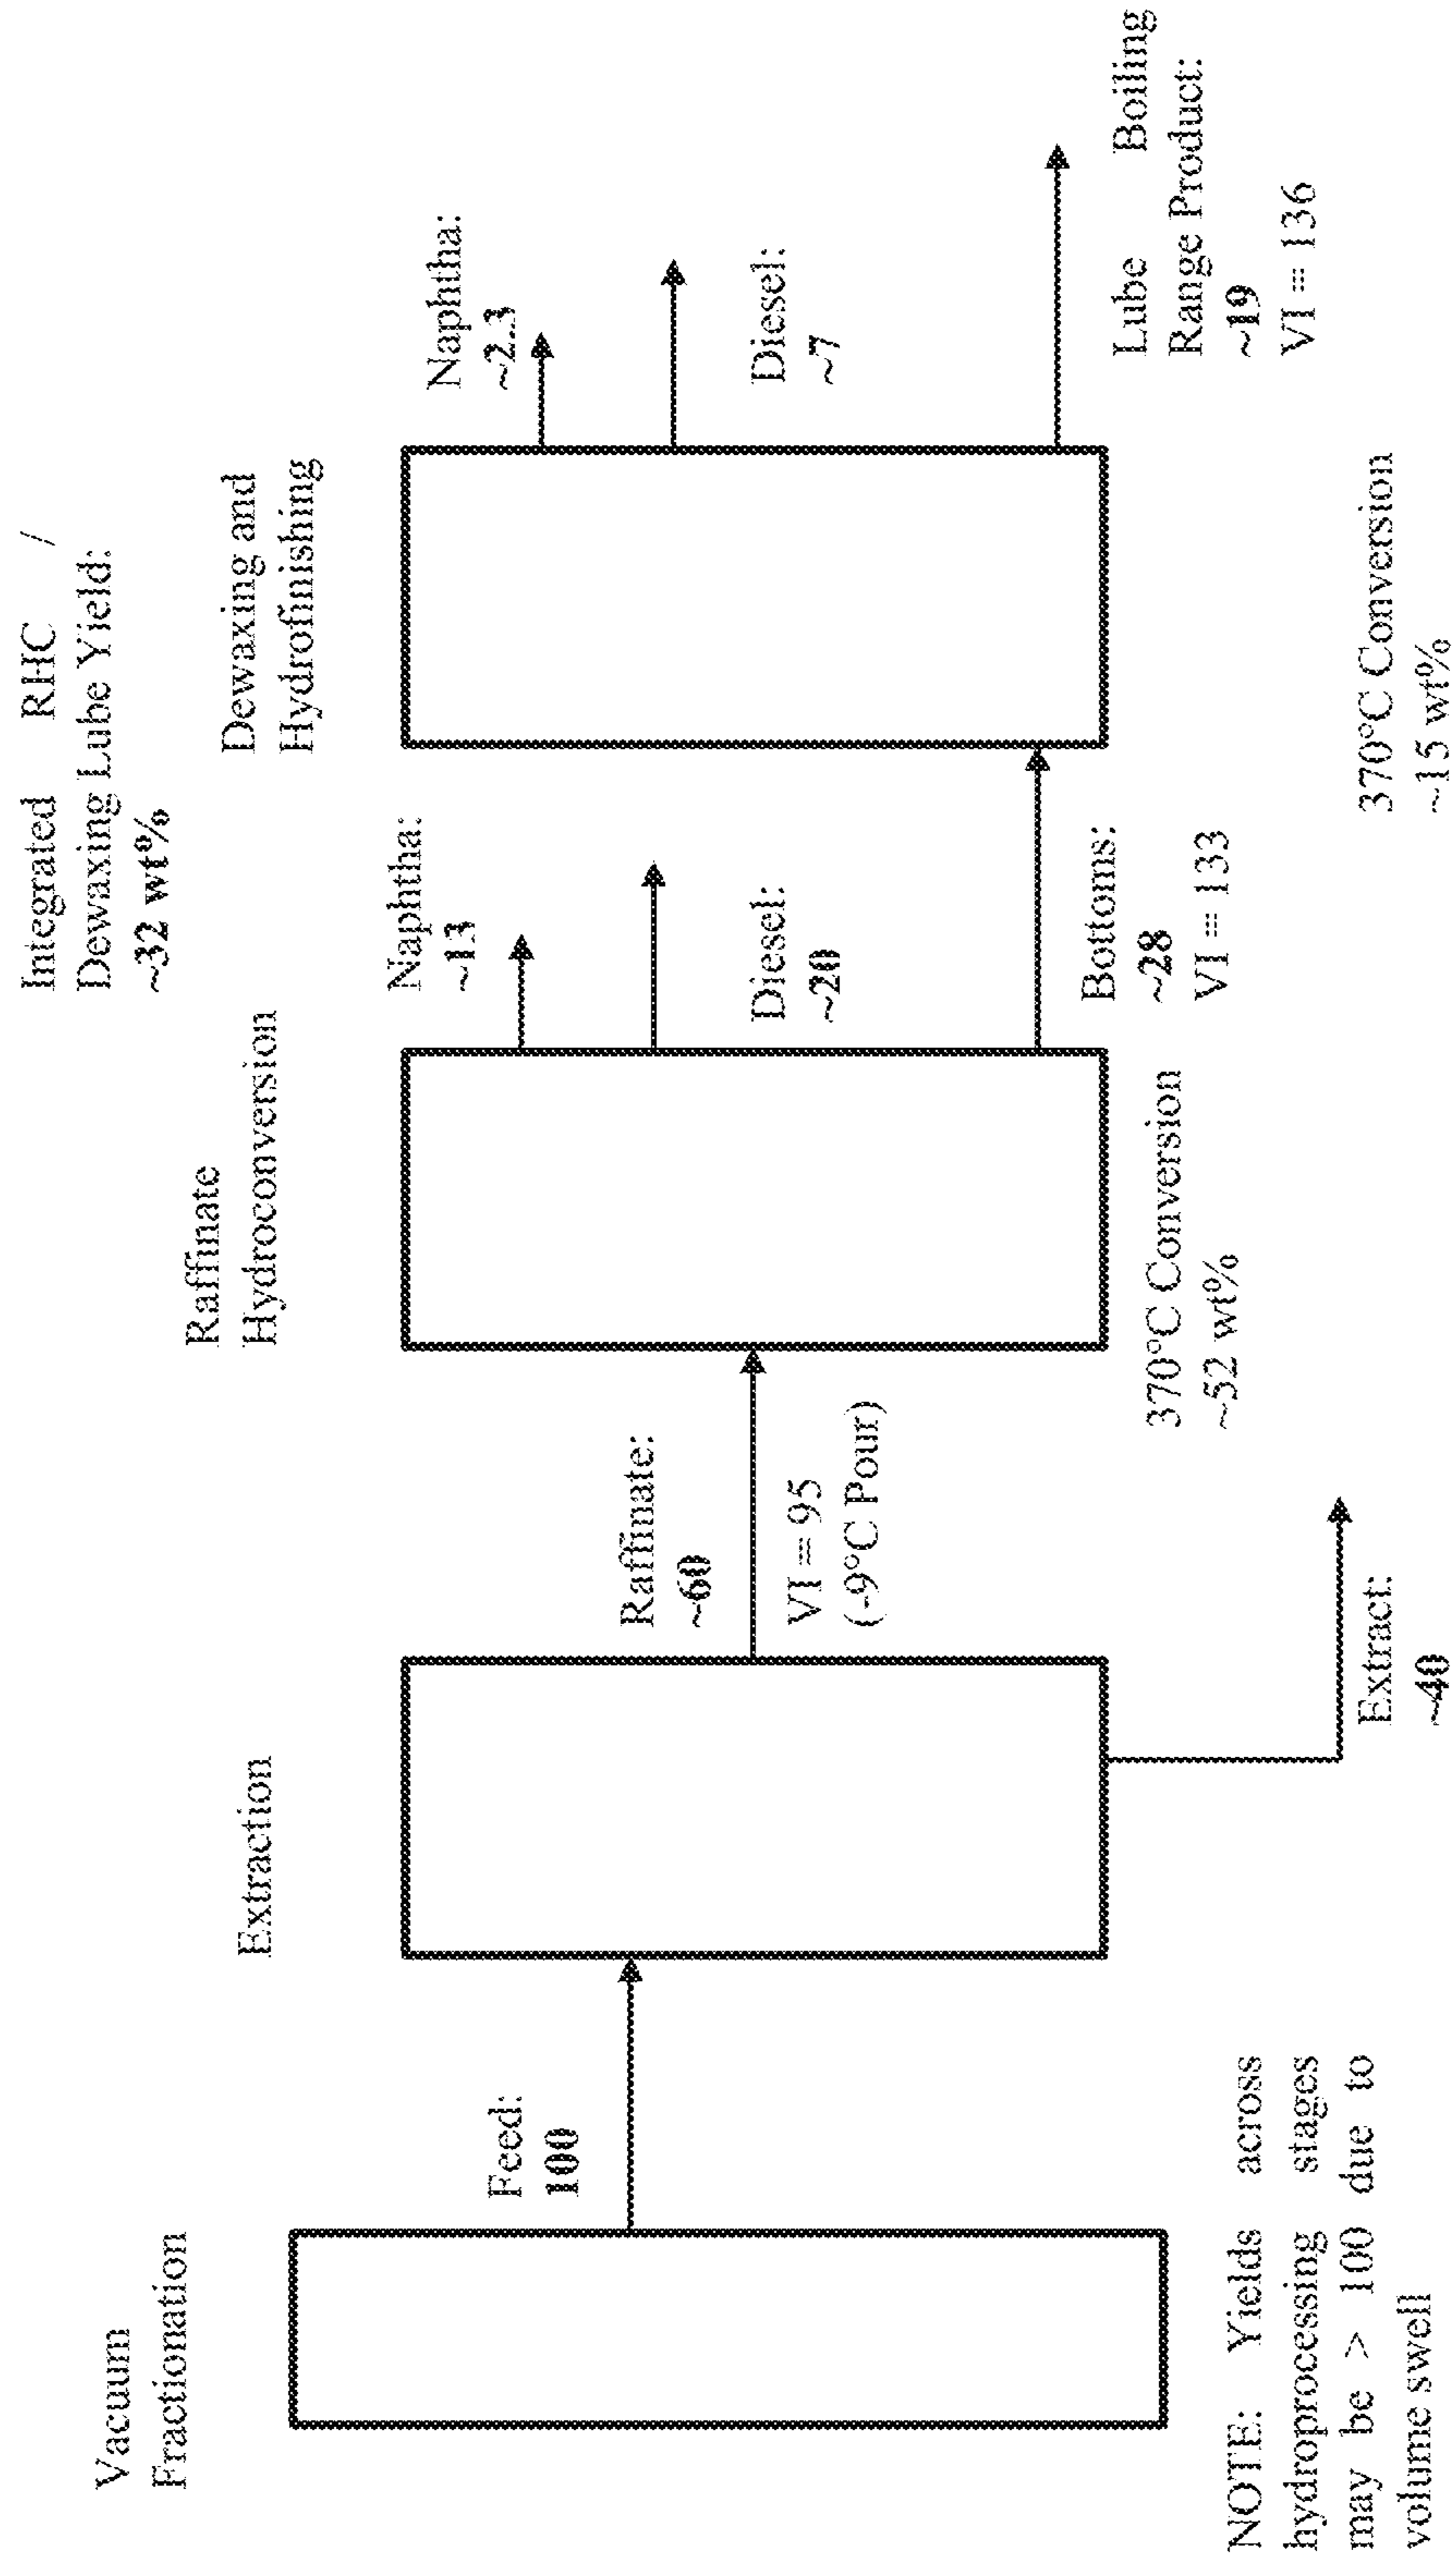 Integrated RHC /
Dewaxing Lube Yield:
~32 wt%
Vacuum
Fractionation
Feed:
100
Extraction
Raffinate:
~60
VI = 95
(-9°C Pour)
Extract:
~40
Raffinate
Hydroconversion
Naphtha:
~13
Diesel:
~20
Bottoms:
~28
VI = 133
370°C Conversion
~52 wt%
Dewaxing and
Hydrofinishing
Naphtha:
~2.3
Diesel:
~7
Lube Boiling
Range Product:
~19
VI = 136
370°C Conversion
~15 wt%
NOTE: Yields across
hydroprocessing stages
may be > 100 due to
volume swell